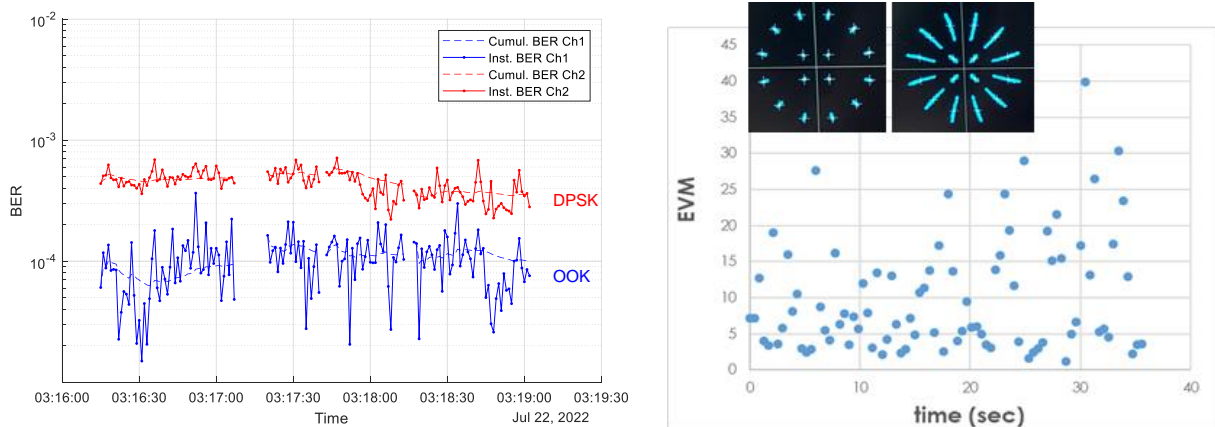 10-2
10-3
10-4
BER
Cumul. BER Ch1
Inst. BER Ch1
Cumul. BER Ch2
Inst. BER Ch2
DPSK
OOK
03:16:00 03:16:30 03:17:00 03:17:30 03:18:00 03:18:30 03:19:00 03:19:30
Time
Jul 22, 2022
45
40
35
30
25
20
15
10
5
0
EVM
0 10 20 30 40
time (sec)